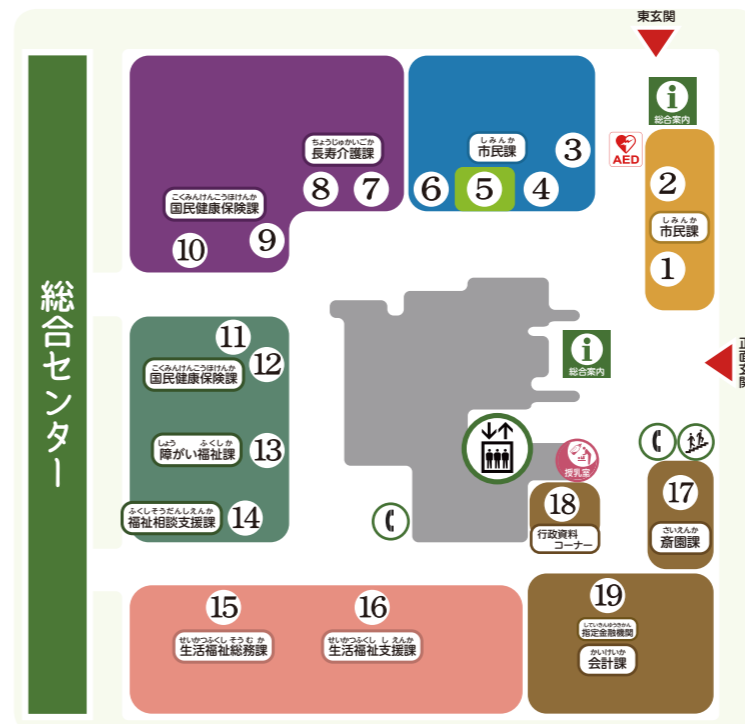 東玄関
総合案内
AED
ちょうじゅかいごか
長寿介護課
しみんか
市民課
3
8
7
6
5
4
2
しみんか
市民課
1
こくみんけんこうほけんか
国民健康保険課
10
9
総合センター
正面玄関
総合案内
11
12
こくみんけんこうほけんか
国民健康保険課
しょう ふくしか
障がい福祉課
13
ふくしそうだんしえんか
福祉相談支援課
14
授乳室
18
行政資料
コーナー
17
さいえんか
斎園課
15
せいかつふくしそうむか
生活福祉総務課
16
せいかつふくししえんか
生活福祉支援課
19
していきんゆうきかん
指定金融機関
かいけいか
会計課